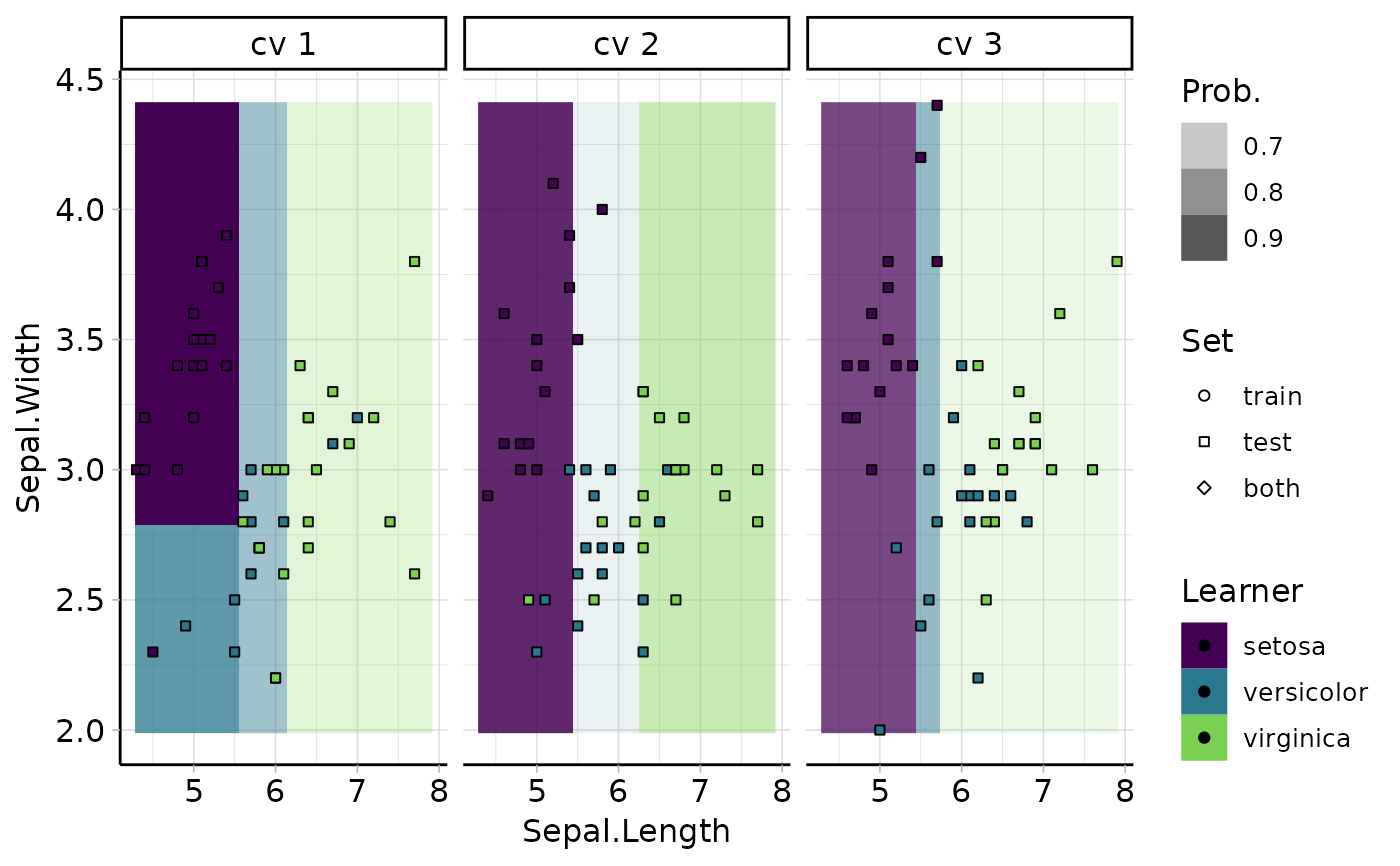 cv 1
cv 2
cv 3
4.5
4.0
3.5
3.0
2.5
2.0
Sepal.Width
5 6 7 8
5 6 7 8
5 6 7 8
Sepal.Length
Prob.
0.7
0.8
0.9
Set
train
test
both
Learner
setosa
versicolor
virginica